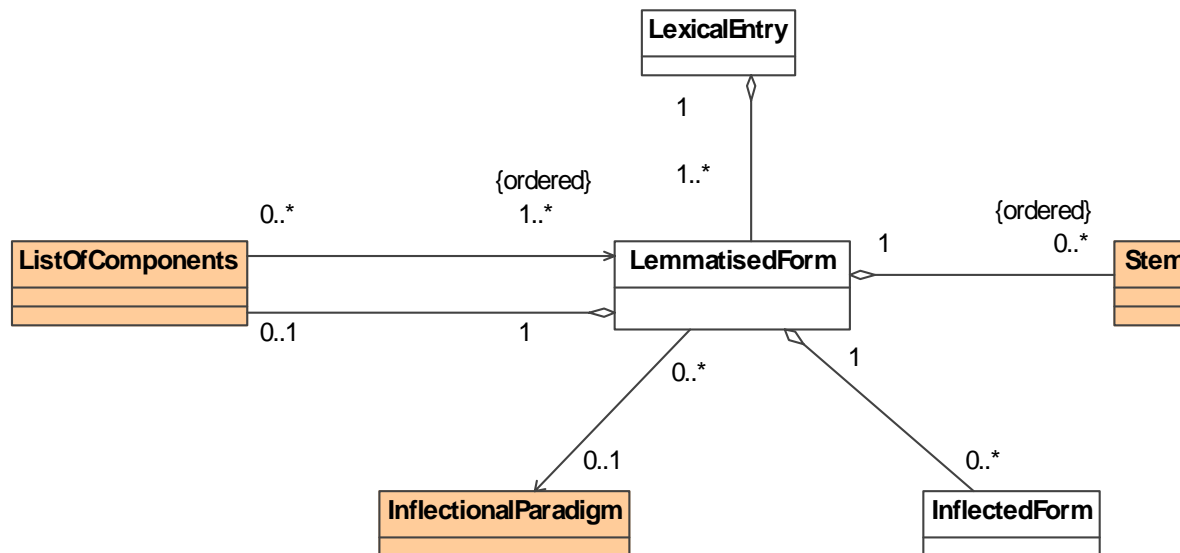 LexicalEntry
1
1..*
{ordered}
1..*
0..*
{ordered}
0..*
1
ListOfComponents
LemmatisedForm
Stem
0..1
1
0..*
1
0..1
0..*
InflectionalParadigm
InflectedForm